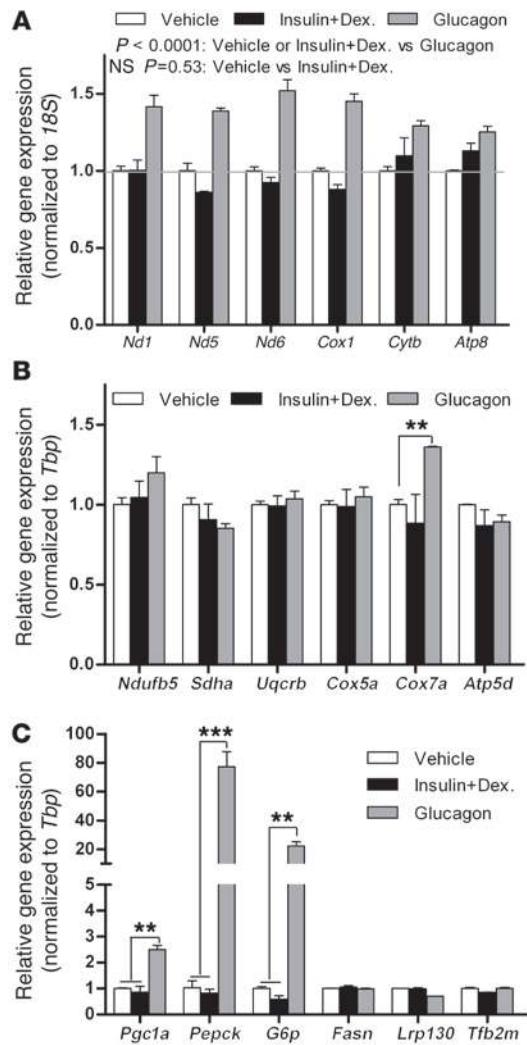 A
Vehicle Insulin+Dex. Glucagon
P < 0.0001: Vehicle or Insulin+Dex. vs Glucagon
NS P=0.53: Vehicle vs Insulin+Dex.
Relative gene expression
(normalized to 18S)
1.5
1.0
0.5
0.0
Nd1 Nd5 Nd6 Cox1 Cytb Atp8
B
Vehicle Insulin+Dex. Glucagon
Relative gene expression
(normalized to Tbp)
1.5
1.0
0.5
0.0
**
Ndufb5 Sdha Uqcrb Cox5a Cox7a Atp5d
C
Relative gene expression
(normalized to Tbp)
100
80
60
40
20
5
4
3
2
1
0
** *** **
Vehicle
Insulin+Dex.
Glucagon
Pgc1a Pepck G6p Fasn Lrp130 Tfb2m